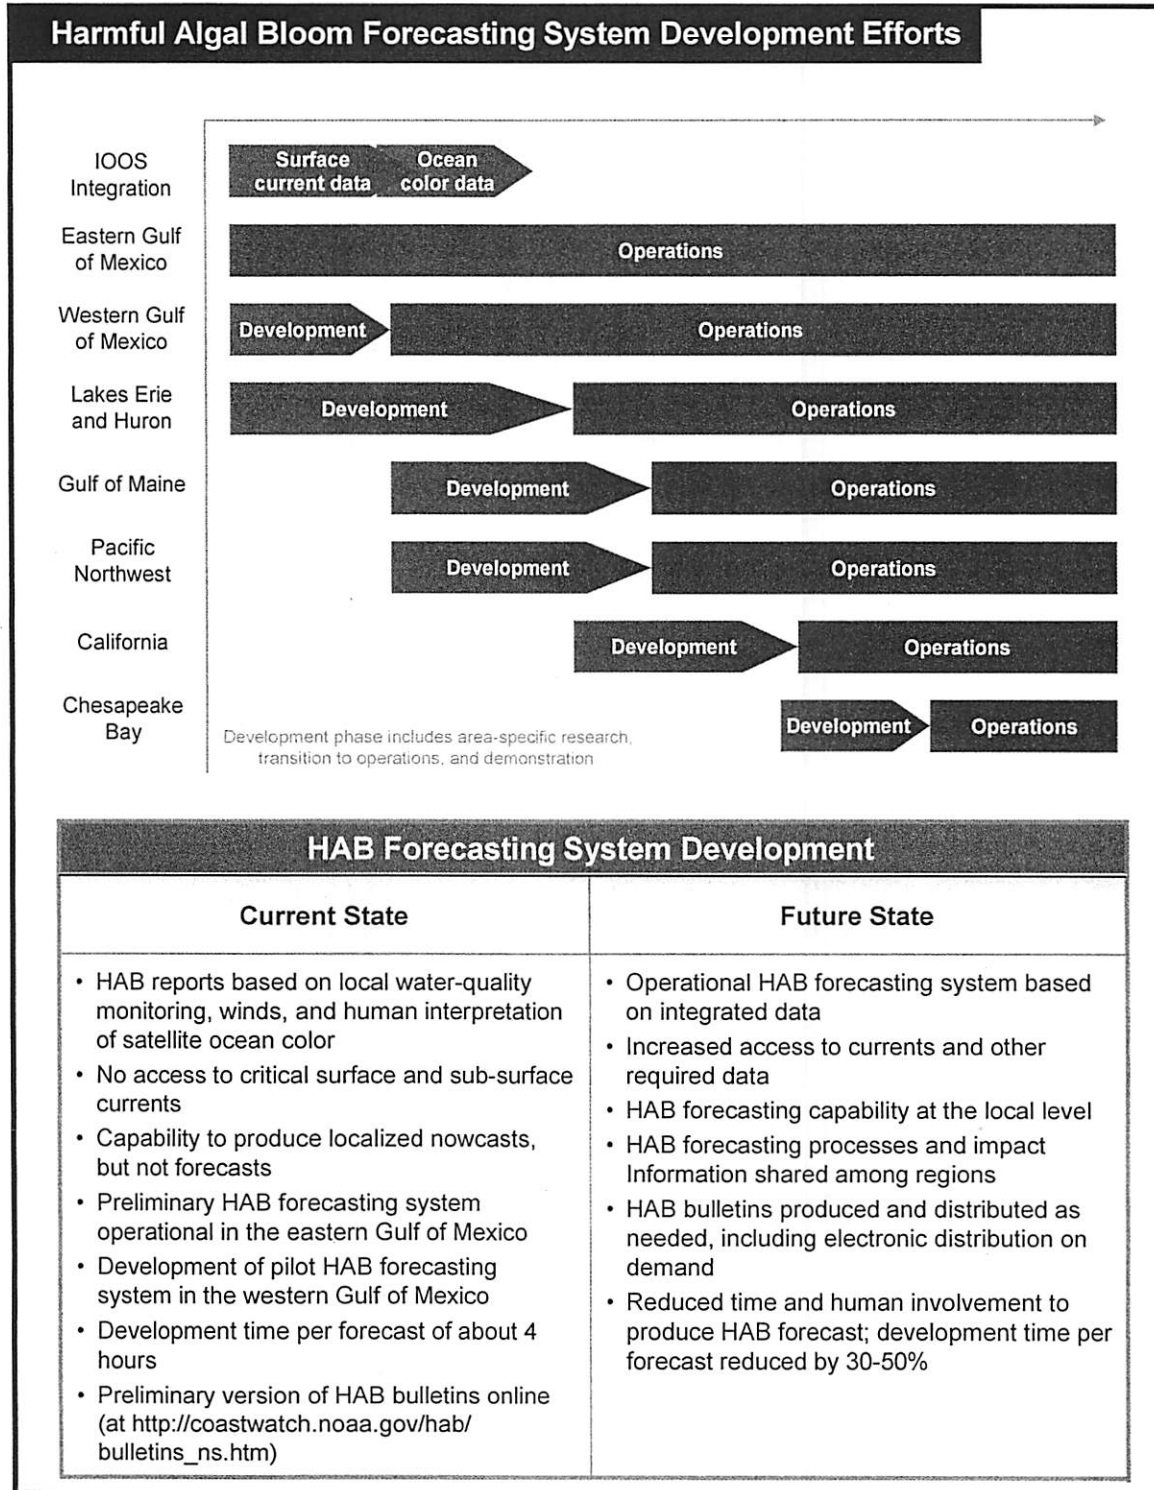 Harmful Algal Bloom Forecasting System Development Efforts
IOOS
Integration
Surface
current data
Ocean
color data
Eastern Gulf
of Mexico
Operations
Western Gulf
of Mexico
Development
Operations
Lakes Erie
and Huron
Development
Operations
Gulf of Maine
Development
Operations
Pacific
Northwest
Development
Operations
California
Development
Operations
Chesapeake
Bay
Development
Operations
Development phase includes area-specific research,
transition to operations, and demonstration
HAB Forecasting System Development
Current State
• HAB reports based on local water-quality
monitoring, winds, and human interpretation
of satellite ocean color
• No access to critical surface and sub-surface
currents
• Capability to produce localized nowcasts,
but not forecasts
• Preliminary HAB forecasting system
operational in the eastern Gulf of Mexico
• Development of pilot HAB forecasting
system in the western Gulf of Mexico
• Development time per forecast of about 4
hours
• Preliminary version of HAB bulletins online
(at http://coastwatch.noaa.gov/hab/
bulletins_ns.htm)
Future State
• Operational HAB forecasting system based
on integrated data
• Increased access to currents and other
required data
• HAB forecasting capability at the local level
• HAB forecasting processes and impact
Information shared among regions
• HAB bulletins produced and distributed as
needed, including electronic distribution on
demand
• Reduced time and human involvement to
produce HAB forecast; development time per
forecast reduced by 30-50%